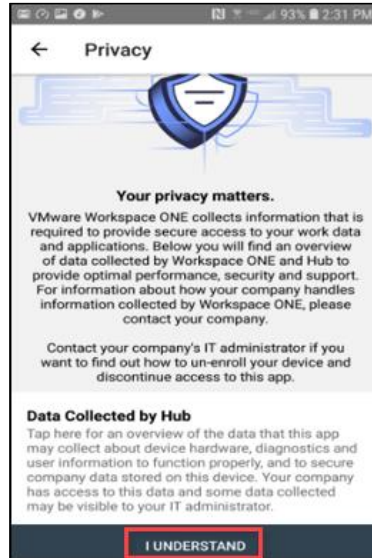 93% 2:31 PM
Privacy
Your privacy matters.
VMware Workspace ONE collects information that is
required to provide secure access to your work data
and applications. Below you will find an overview
of data collected by Workspace ONE and Hub to
provide optimal performance, security and support.
For information about how your company handles
information collected by Workspace ONE, please
contact your company.
Contact your company's IT administrator if you
want to find out how to un-enroll your device and
discontinue access to this app.
Data Collected by Hub
Tap here for an overview of the data that this app
may collect about device hardware, diagnostics and
user information to function properly, and to secure
company data stored on this device. Your company
has access to this data and some data collected
may be visible to your IT administrator.
I UNDERSTAND